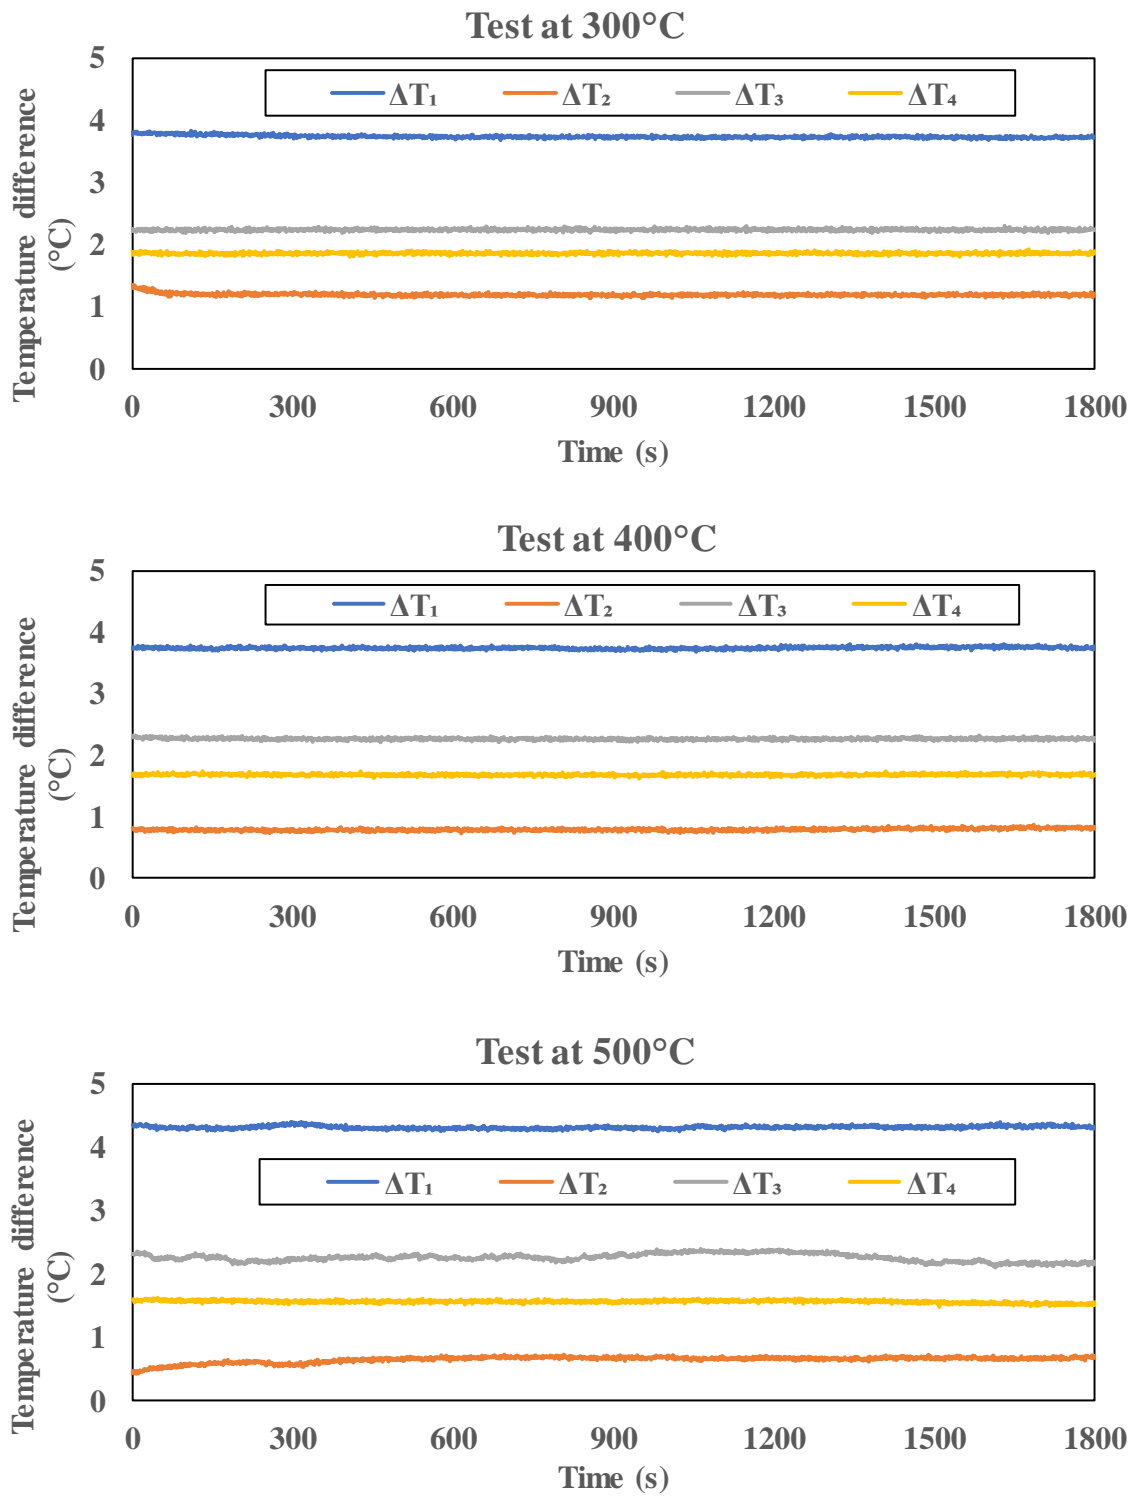 Test at 300°C
Temperature difference
(°C)
5
4
3
2
1
0
ΔT₁ ΔT₂ ΔT₃ ΔT₄
0 300 600 900 1200 1500 1800
Time (s)
Test at 400°C
Temperature difference
(°C)
5
4
3
2
1
0
ΔT₁ ΔT₂ ΔT₃ ΔT₄
0 300 600 900 1200 1500 1800
Time (s)
Test at 500°C
Temperature difference
(°C)
5
4
3
2
1
0
ΔT₁ ΔT₂ ΔT₃ ΔT₄
0 300 600 900 1200 1500 1800
Time (s)